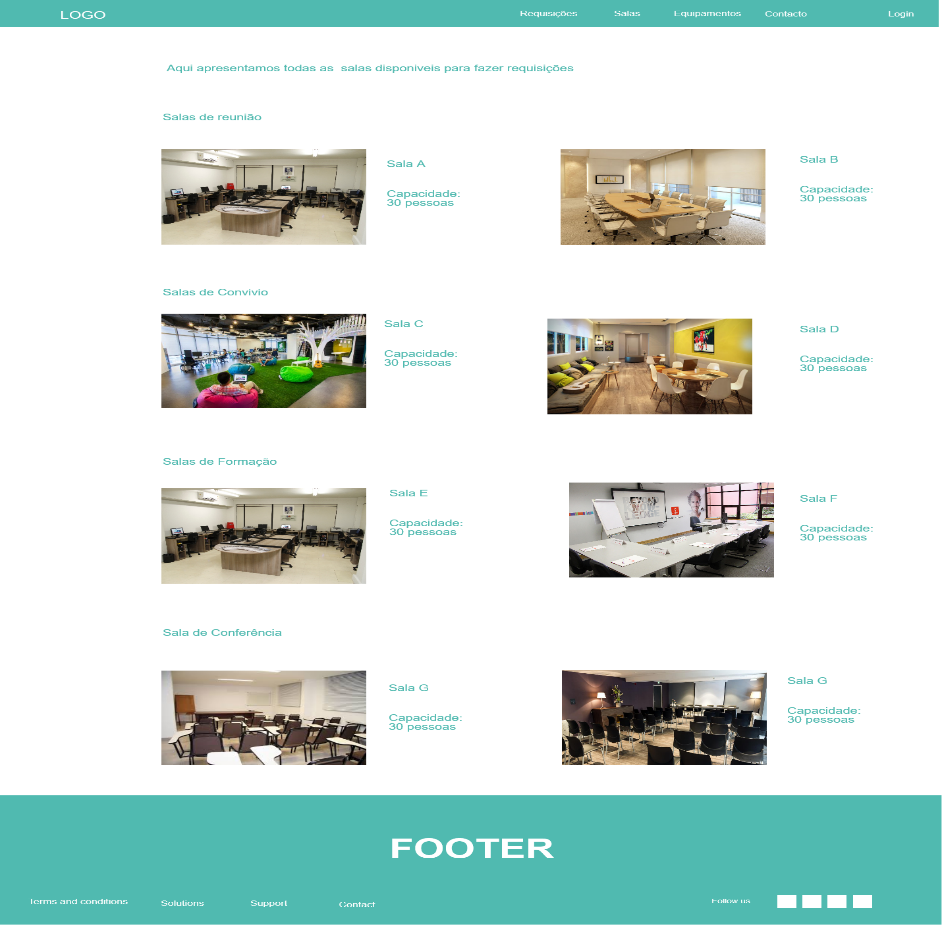 LOGO
Requisições
Salas
Equipamentos
Contacto
Login
Aqui apresentamos todas as salas disponiveis para fazer requisições
Salas de reunião
Sala A
Capacidade:
30 pessoas
Sala B
Capacidade:
30 pessoas
Salas de Convivio
Sala C
Capacidade:
30 pessoas
Sala D
Capacidade:
30 pessoas
Salas de Formação
Sala E
Capacidade:
30 pessoas
Sala F
Capacidade:
30 pessoas
Sala de Conferência
Sala G
Capacidade:
30 pessoas
Sala G
Capacidade:
30 pessoas
FOOTER
Terms and conditions
Solutions
Support
Contact
Follow us